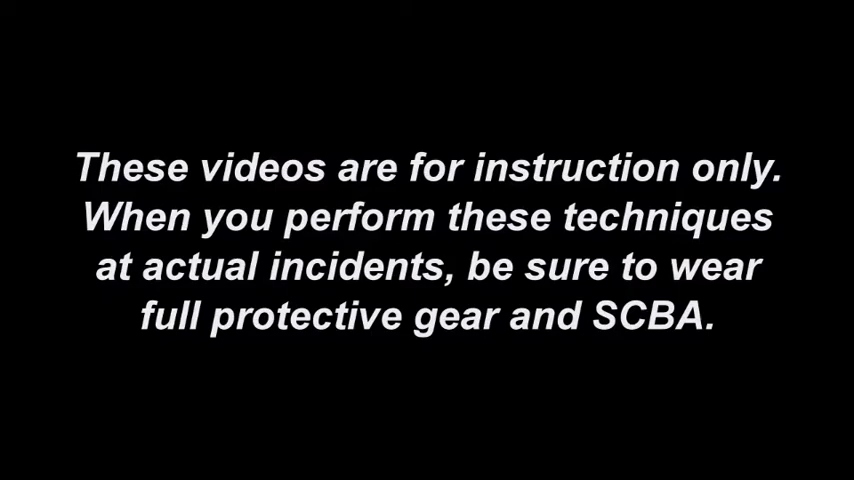 These videos are for instruction only.
When you perform these techniques
at actual incidents, be sure to wear
full protective gear and SCBA.